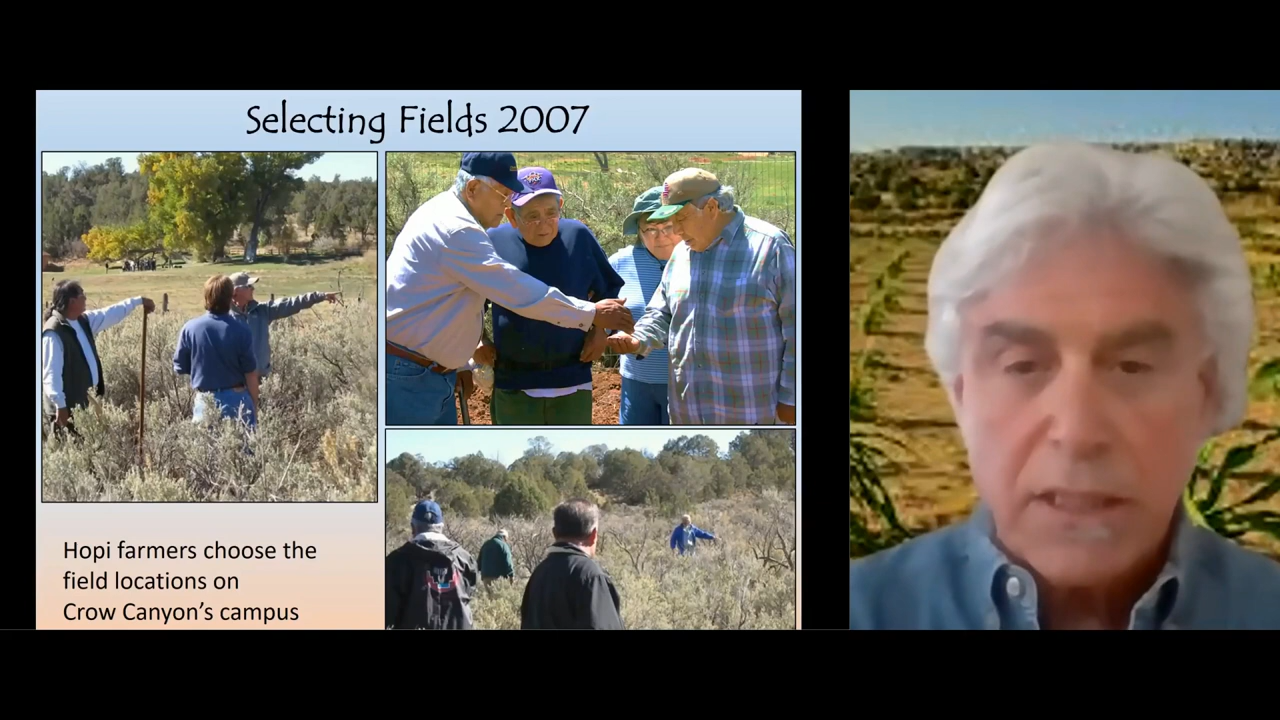 Selecting Fields 2007
Hopi farmers choose the
field locations on
Crow Canyon's campus